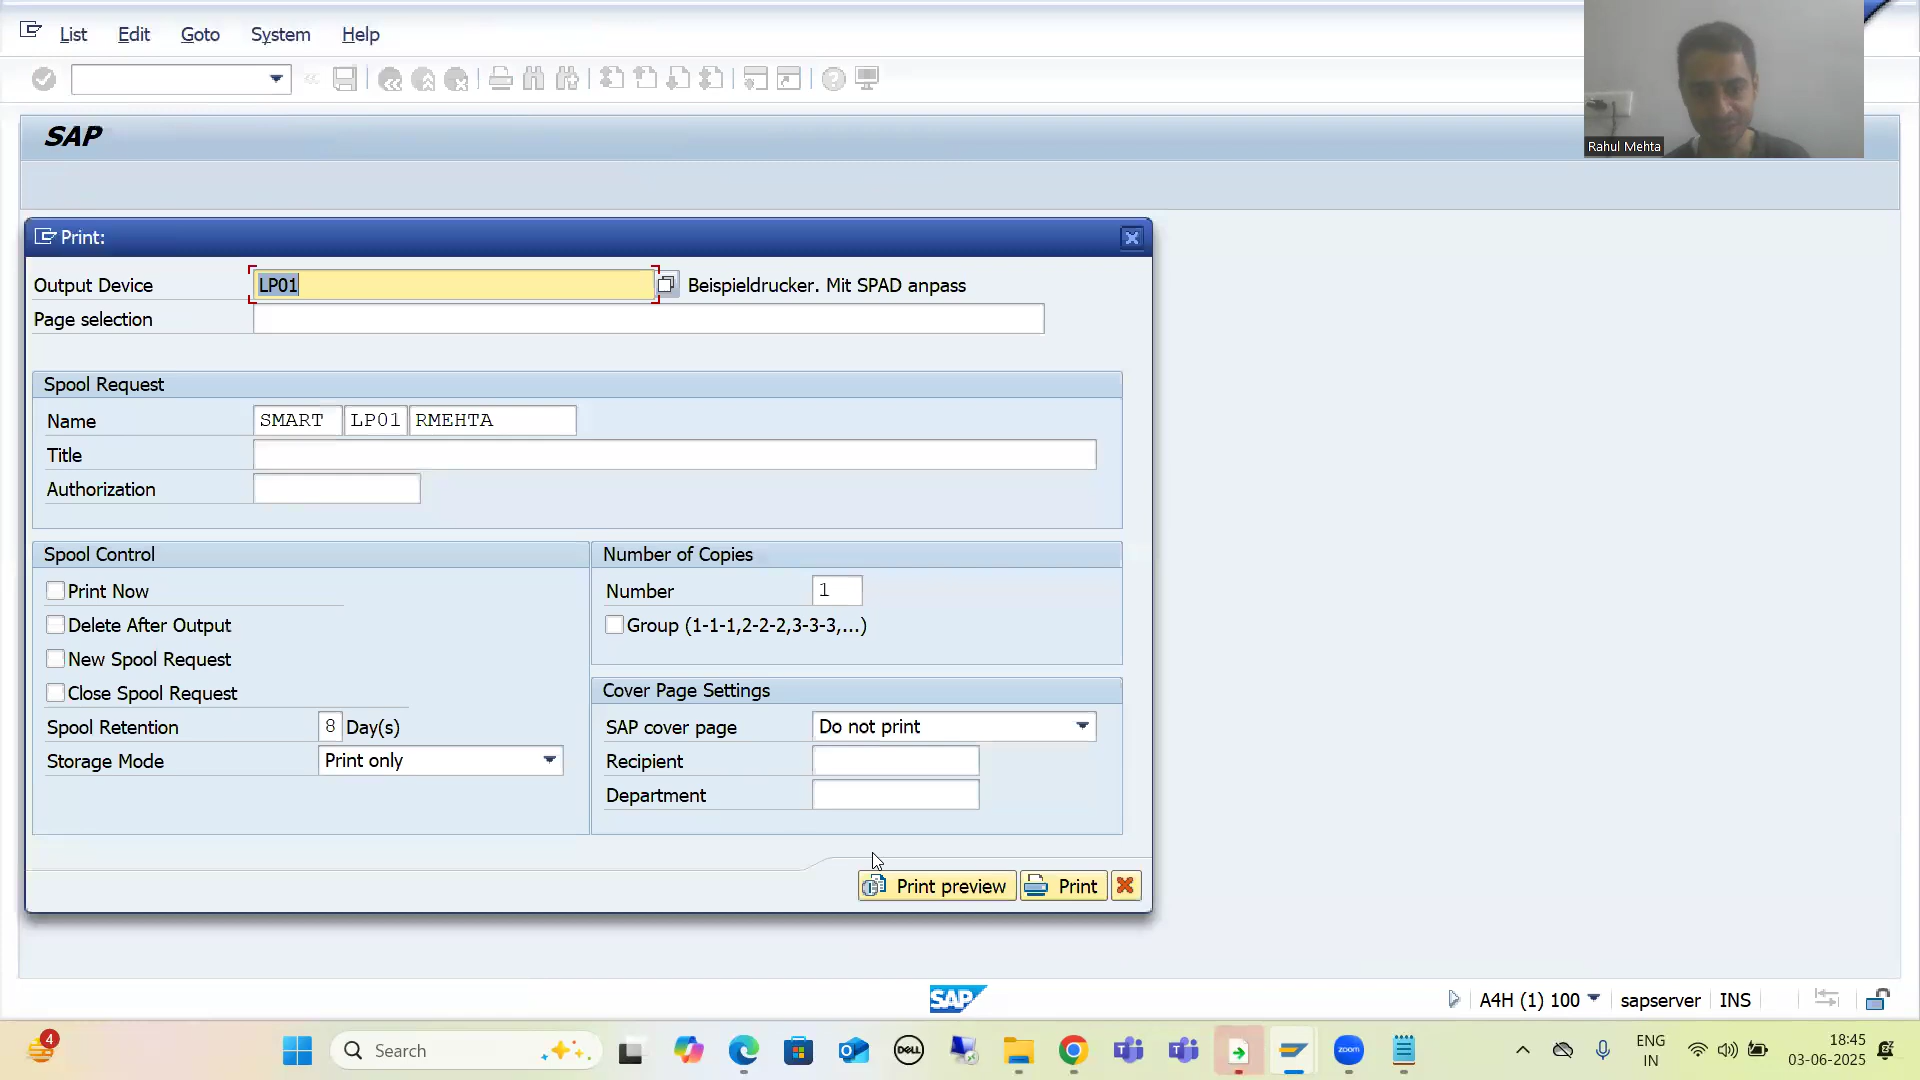 List Edit Goto System Help
Rahul Mehta
SAP
Print:
Output Device LP01 Beispieldrucker. Mit SPAD anpass
Page selection
Spool Request
Name SMART LP01 RMEHTA
Title
Authorization
Spool Control
Print Now
Delete After Output
New Spool Request
Close Spool Request
Spool Retention 8 Day(s)
Storage Mode Print only
Number of Copies
Number 1
Group (1-1-1,2-2-2,3-3-3,...)
Cover Page Settings
SAP cover page Do not print
Recipient
Department
Print preview Print
SAP
A4H (1) 100 sapserver INS
4
Search
DELL
zoom
ENG
IN
18:45
03-06-2025